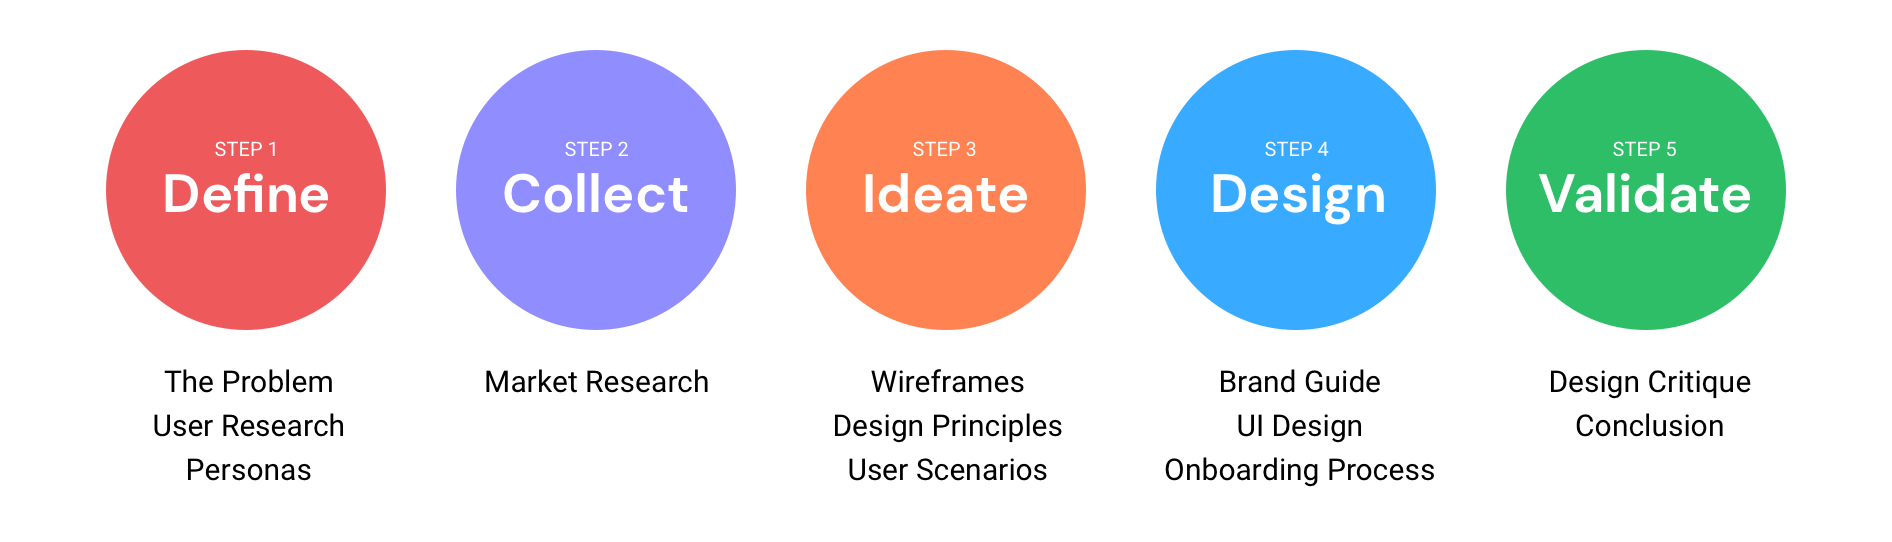 STEP 1
Define
The Problem
User Research
Personas
STEP 2
Collect
Market Research
STEP 3
Ideate
Wireframes
Design Principles
User Scenarios
STEP 4
Design
Brand Guide
UI Design
Onboarding Process
STEP 5
Validate
Design Critique
Conclusion